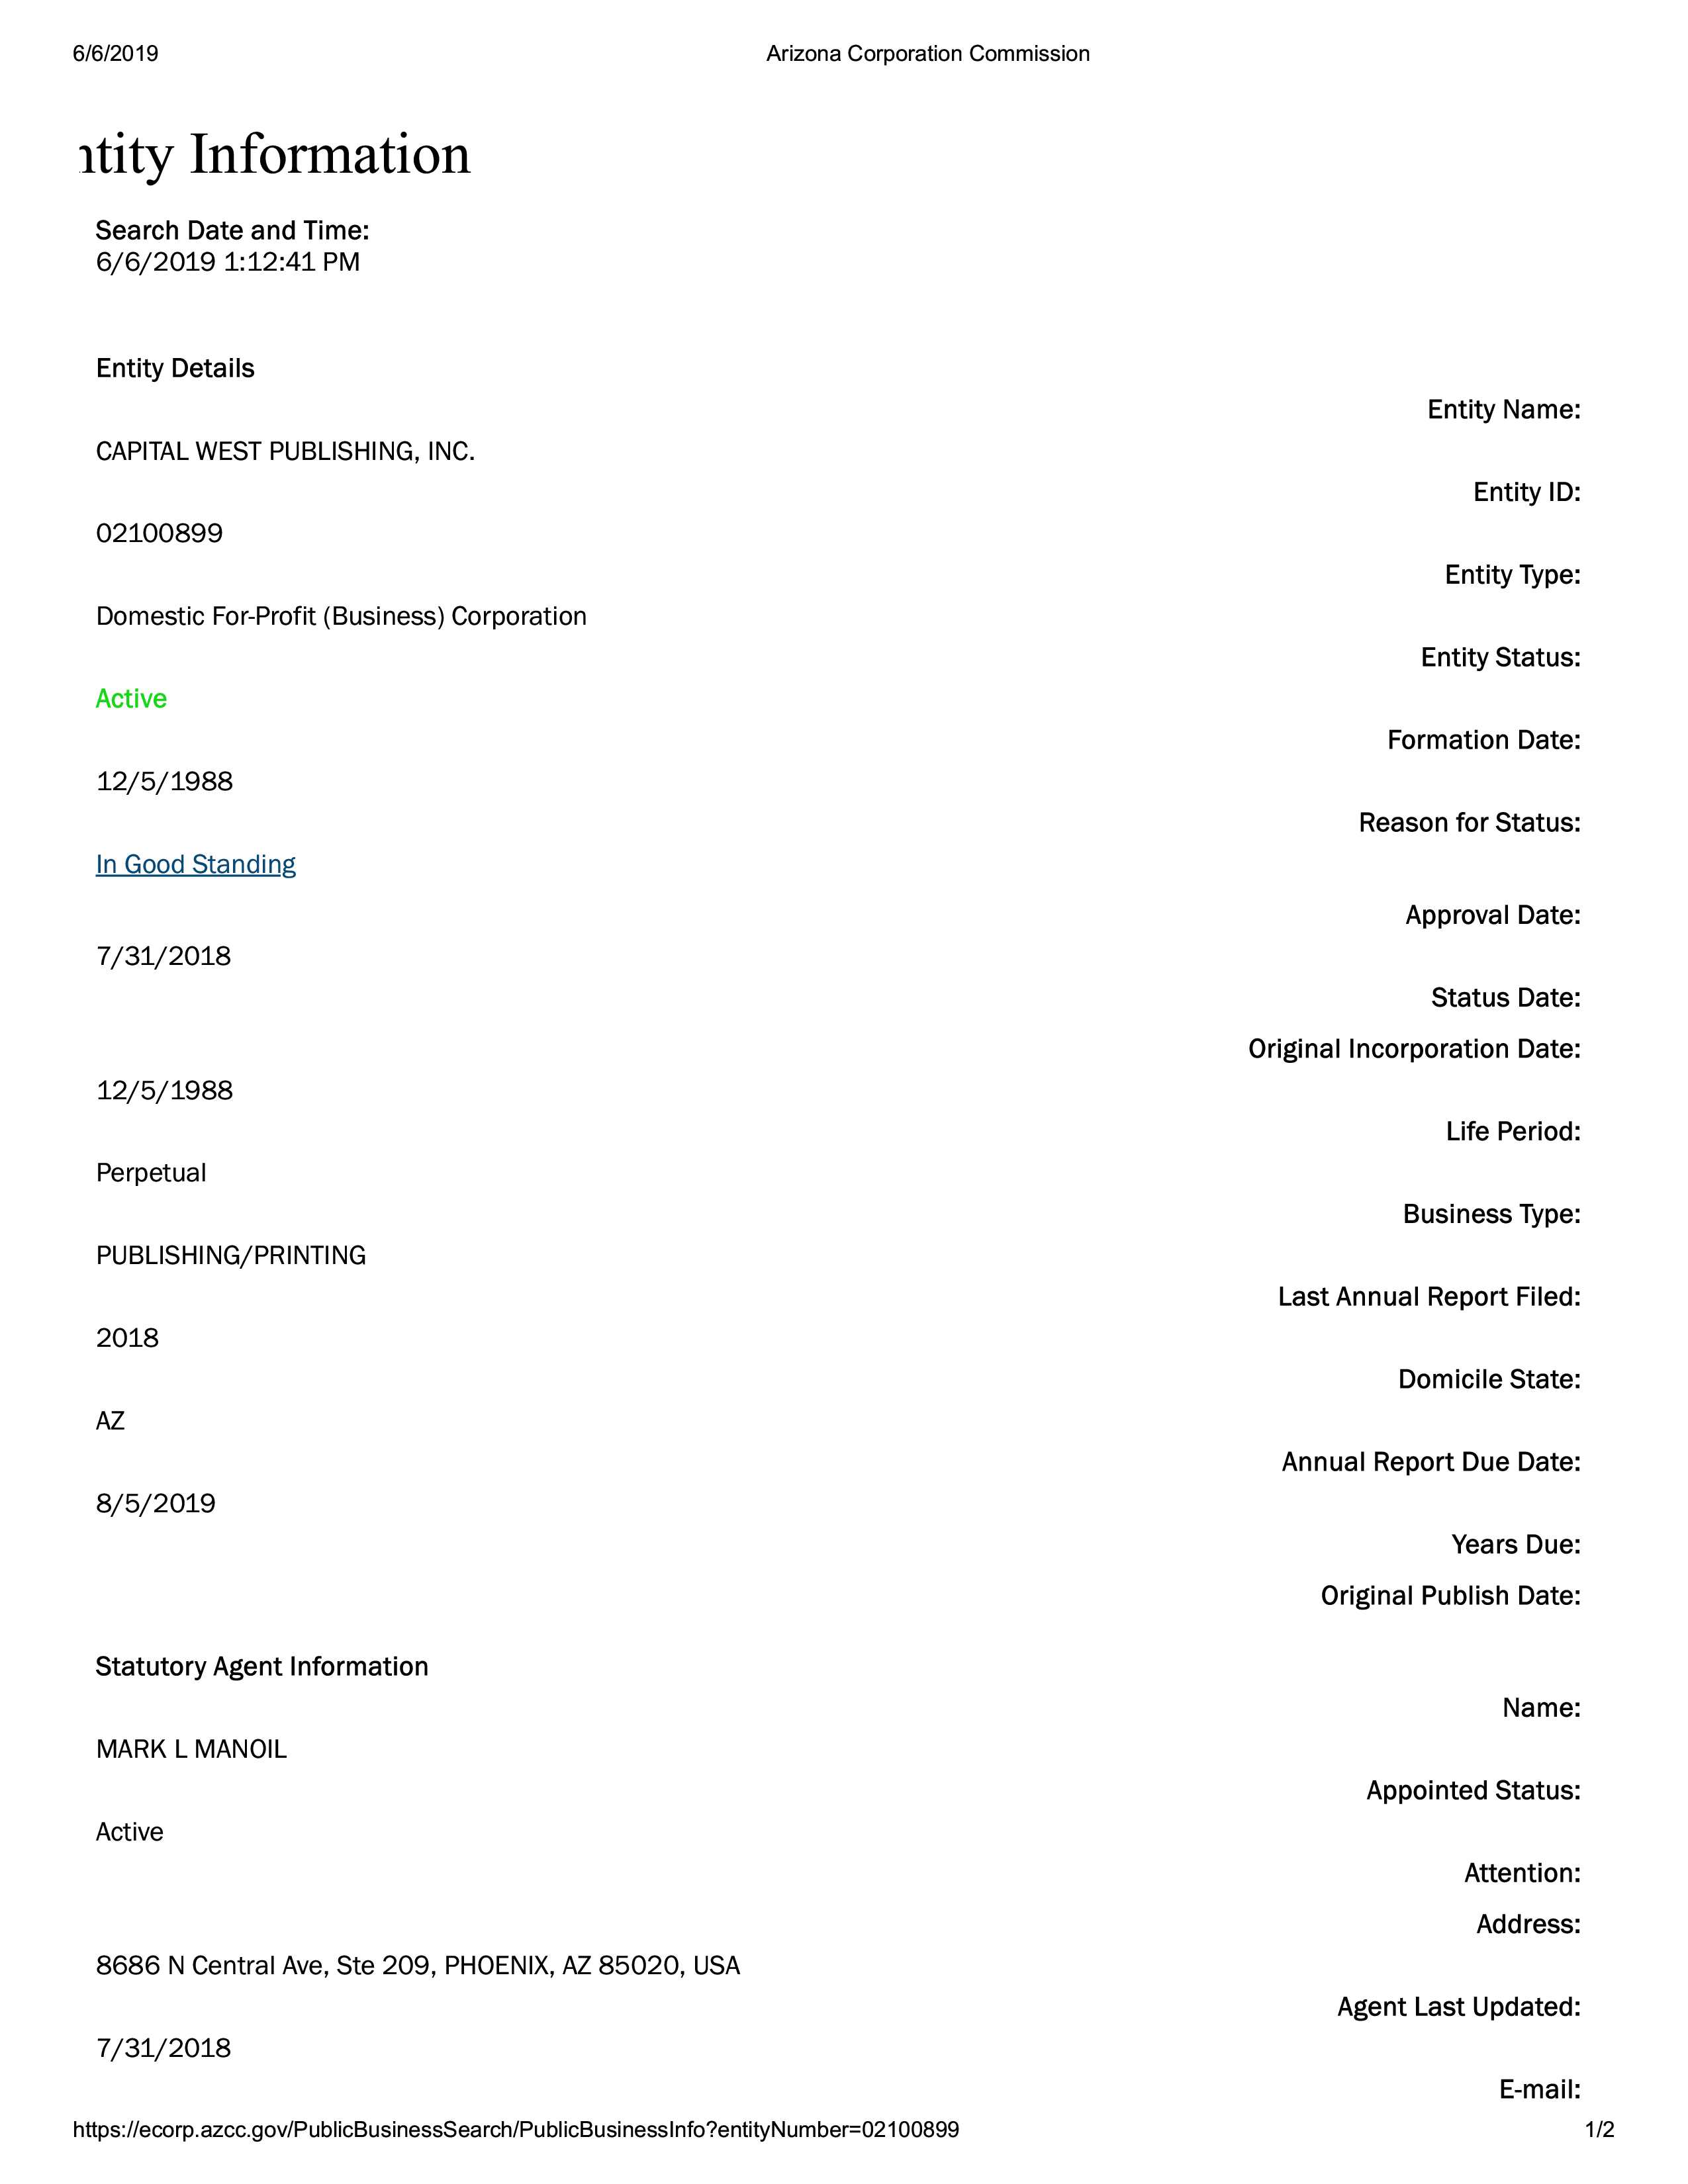 6/6/2019 Arizona Corporation Commission
ntity Information
Search Date and Time:
6/6/2019 1:12:41 PM
Entity Details
Entity Name:
CAPITAL WEST PUBLISHING, INC.
Entity ID:
02100899
Entity Type:
Domestic For-Profit (Business) Corporation
Entity Status:
Active
Formation Date:
12/5/1988
Reason for Status:
In Good Standing
Approval Date:
7/31/2018
Status Date:
Original Incorporation Date:
12/5/1988
Life Period:
Perpetual
Business Type:
PUBLISHING/PRINTING
Last Annual Report Filed:
2018
Domicile State:
AZ
Annual Report Due Date:
8/5/2019
Years Due:
Original Publish Date:
Statutory Agent Information
Name:
MARK L MANOIL
Appointed Status:
Active
Attention:
Address:
8686 N Central Ave, Ste 209, PHOENIX, AZ 85020, USA
Agent Last Updated:
7/31/2018
E-mail:
https://ecorp.azcc.gov/PublicBusinessSearch/PublicBusinessInfo?entityNumber=02100899 1/2